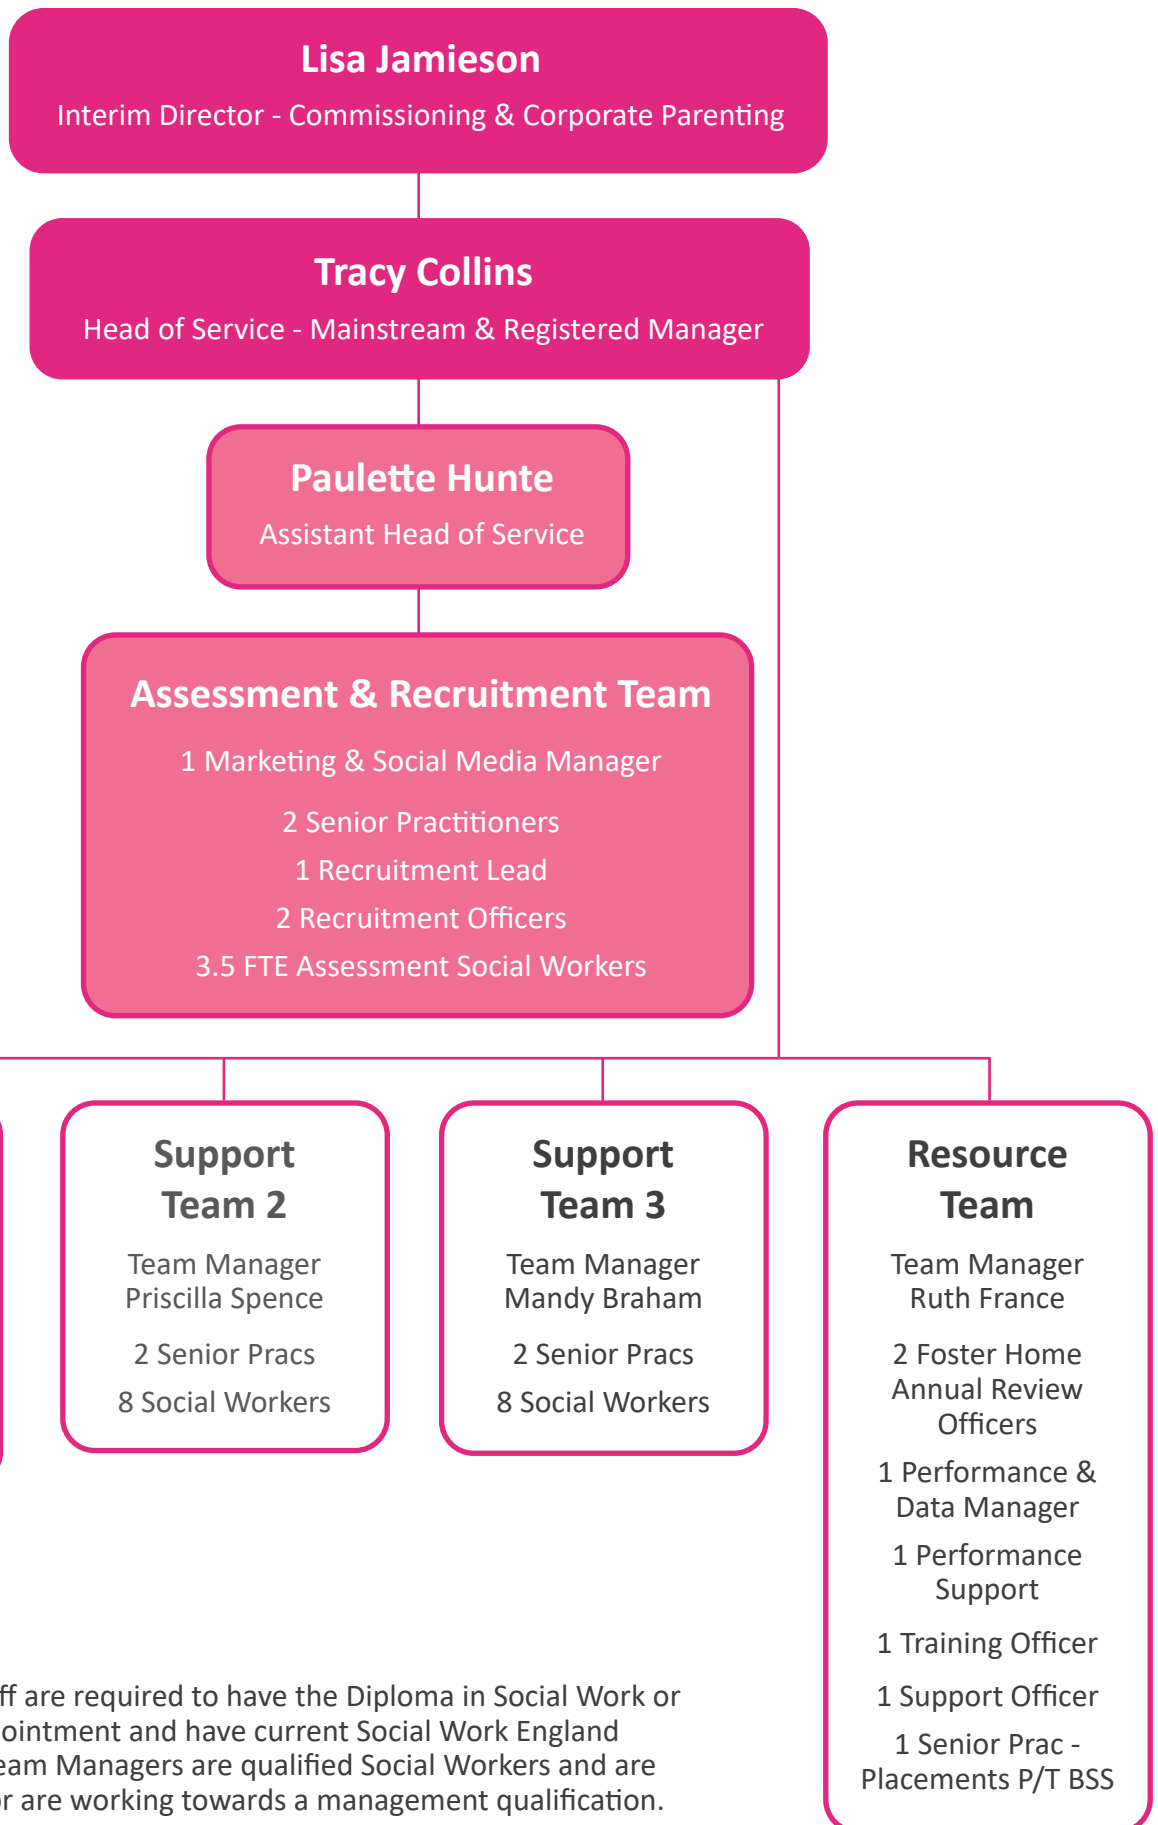 Lisa Jamieson
Interim Director - Commissioning & Corporate Parenting
Tracy Collins
Head of Service - Mainstream & Registered Manager
Paulette Hunte
Assistant Head of Service
Assessment & Recruitment Team
1 Marketing & Social Media Manager
2 Senior Practitioners
1 Recruitment Lead
2 Recruitment Officers
3.5 FTE Assessment Social Workers
Support
Team 2
Team Manager
Priscilla Spence
2 Senior Pracs
8 Social Workers
Support
Team 3
Team Manager
Mandy Braham
2 Senior Pracs
8 Social Workers
Resource
Team
Team Manager
Ruth France
2 Foster Home
Annual Review
Officers
1 Performance &
Data Manager
1 Performance
Support
1 Training Officer
1 Support Officer
1 Senior Prac -
Placements P/T BSS
ff are required to have the Diploma in Social Work or
ointment and have current Social Work England
eam Managers are qualified Social Workers and are
or are working towards a management qualification.